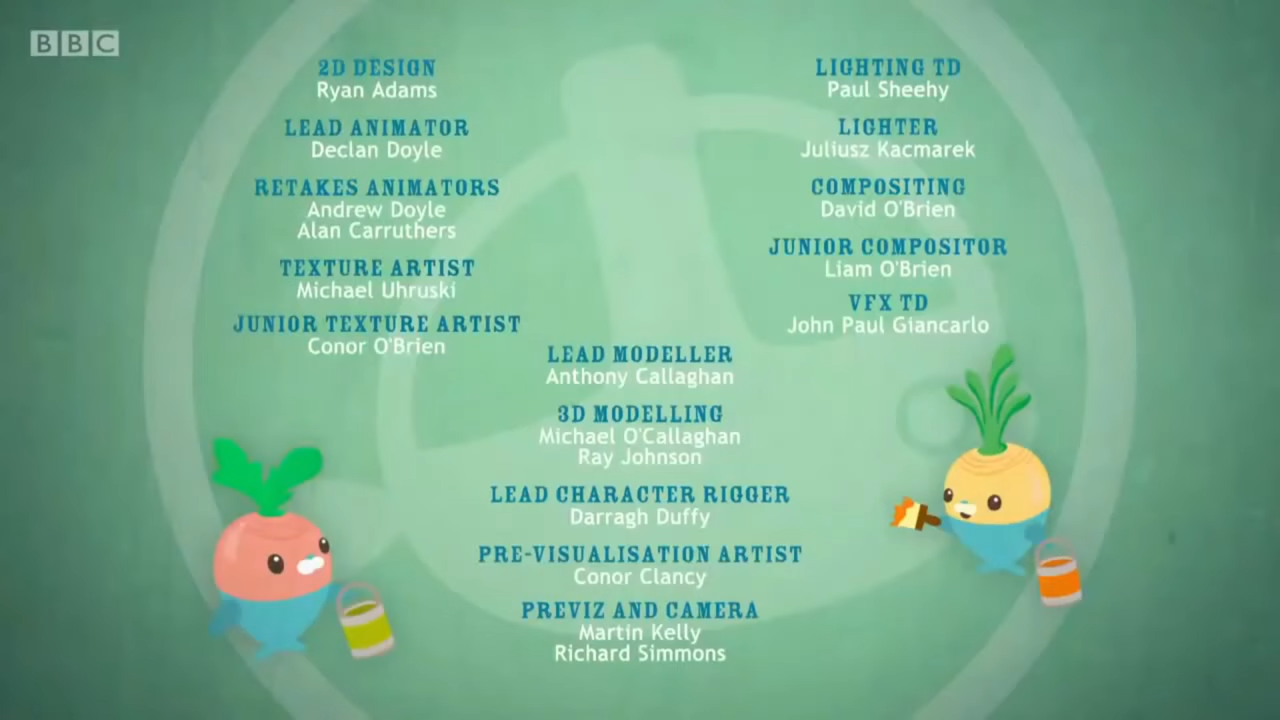 BBC
2D DESIGN
Ryan Adams
LEAD ANIMATOR
Declan Doyle
RETAKES ANIMATORS
Andrew Doyle
Alan Carruthers
TEXTURE ARTIST
Michael Uhruski
JUNIOR TEXTURE ARTIST
Conor O'Brien
LIGHTING TD
Paul Sheehy
LIGHTER
Juliusz Kacmarek
COMPOSITING
David O'Brien
JUNIOR COMPOSITOR
Liam O'Brien
VFX TD
John Paul Giancarlo
LEAD MODELLER
Anthony Callaghan
3D MODELLING
Michael O'Callaghan
Ray Johnson
LEAD CHARACTER RIGGER
Darragh Duffy
PRE-VISUALISATION ARTIST
Conor Clancy
PREVIZ AND CAMERA
Martin Kelly
Richard Simmons